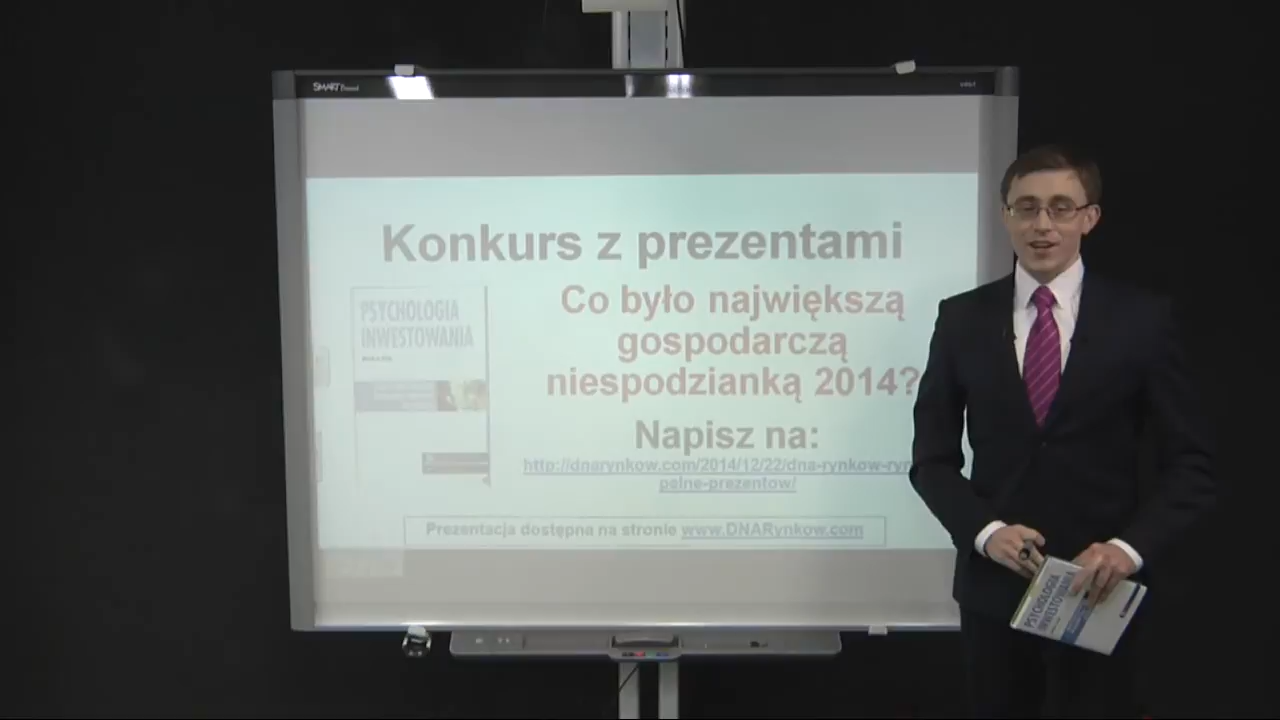 SMART Board
Konkurs z prezentami
PSYCHOLOGIA
INWESTOWANIA
Co było największą
gospodarczą
niespodzianką 2014?
Napisz na:
http://dnarynkow.com/2014/12/22/dna-rynkow-ryn
pelne-prezentow/
Prezentacja dostępna na stronie www.DNARynkow.com
PSYCHOLOGIA
INWESTOWANIA